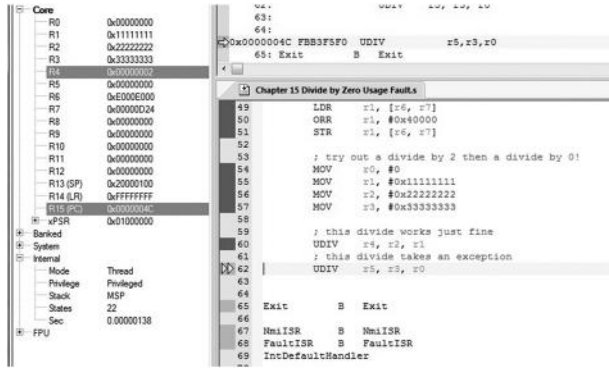 Core
R0 0x00000000
R1 0x11111111
R2 0x22222222
R3 0x33333333
R4 0x00000002
R5 0x00000000
R6 0xE000E000
R7 0x00000D24
R8 0x00000000
R9 0x00000000
R10 0x00000000
R11 0x00000000
R12 0x00000000
R13 (SP) 0x20000100
R14 (LR) 0xFFFFFFFF
R15 (PC) 0x0000004C
xPSR 0x01000000
Banked
System
Internal
Mode Thread
Privilege Privileged
Stack MSP
States 22
Sec 0.00000138
FPU
63:
64:
0x0000004C FBB3F5F0 UDIV r5,r3,r0
65: Exit B Exit
Chapter 15 Divide by Zero Usage Fault.s
49 LDR r1, [r6, r7]
50 ORR r1, #0x40000
51 STR r1, [r6, r7]
52
53 ; try out a divide by 2 then a divide by 0!
54 MOV r0, #0
55 MOV r1, #0x11111111
56 MOV r2, #0x22222222
57 MOV r3, #0x33333333
58
59 ; this divide works just fine
60 UDIV r4, r2, r1
61 ; this divide takes an exception
62 UDIV r5, r3, r0
63
64
65 Exit B Exit
66
67 NmiISR B NmiISR
68 FaultISR B FaultISR
69 IntDefaultHandler